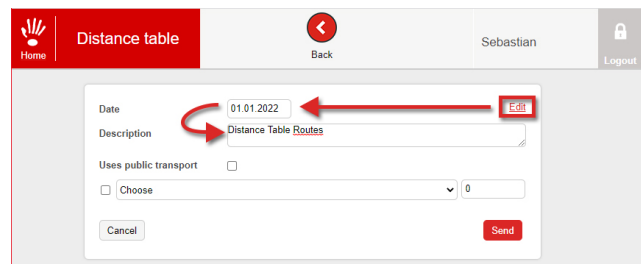 Home
Distance table
Back
Sebastian
Logout
Date
01.01.2022
Edit
Description
Distance Table Routes
Uses public transport
Choose
0
Cancel
Send